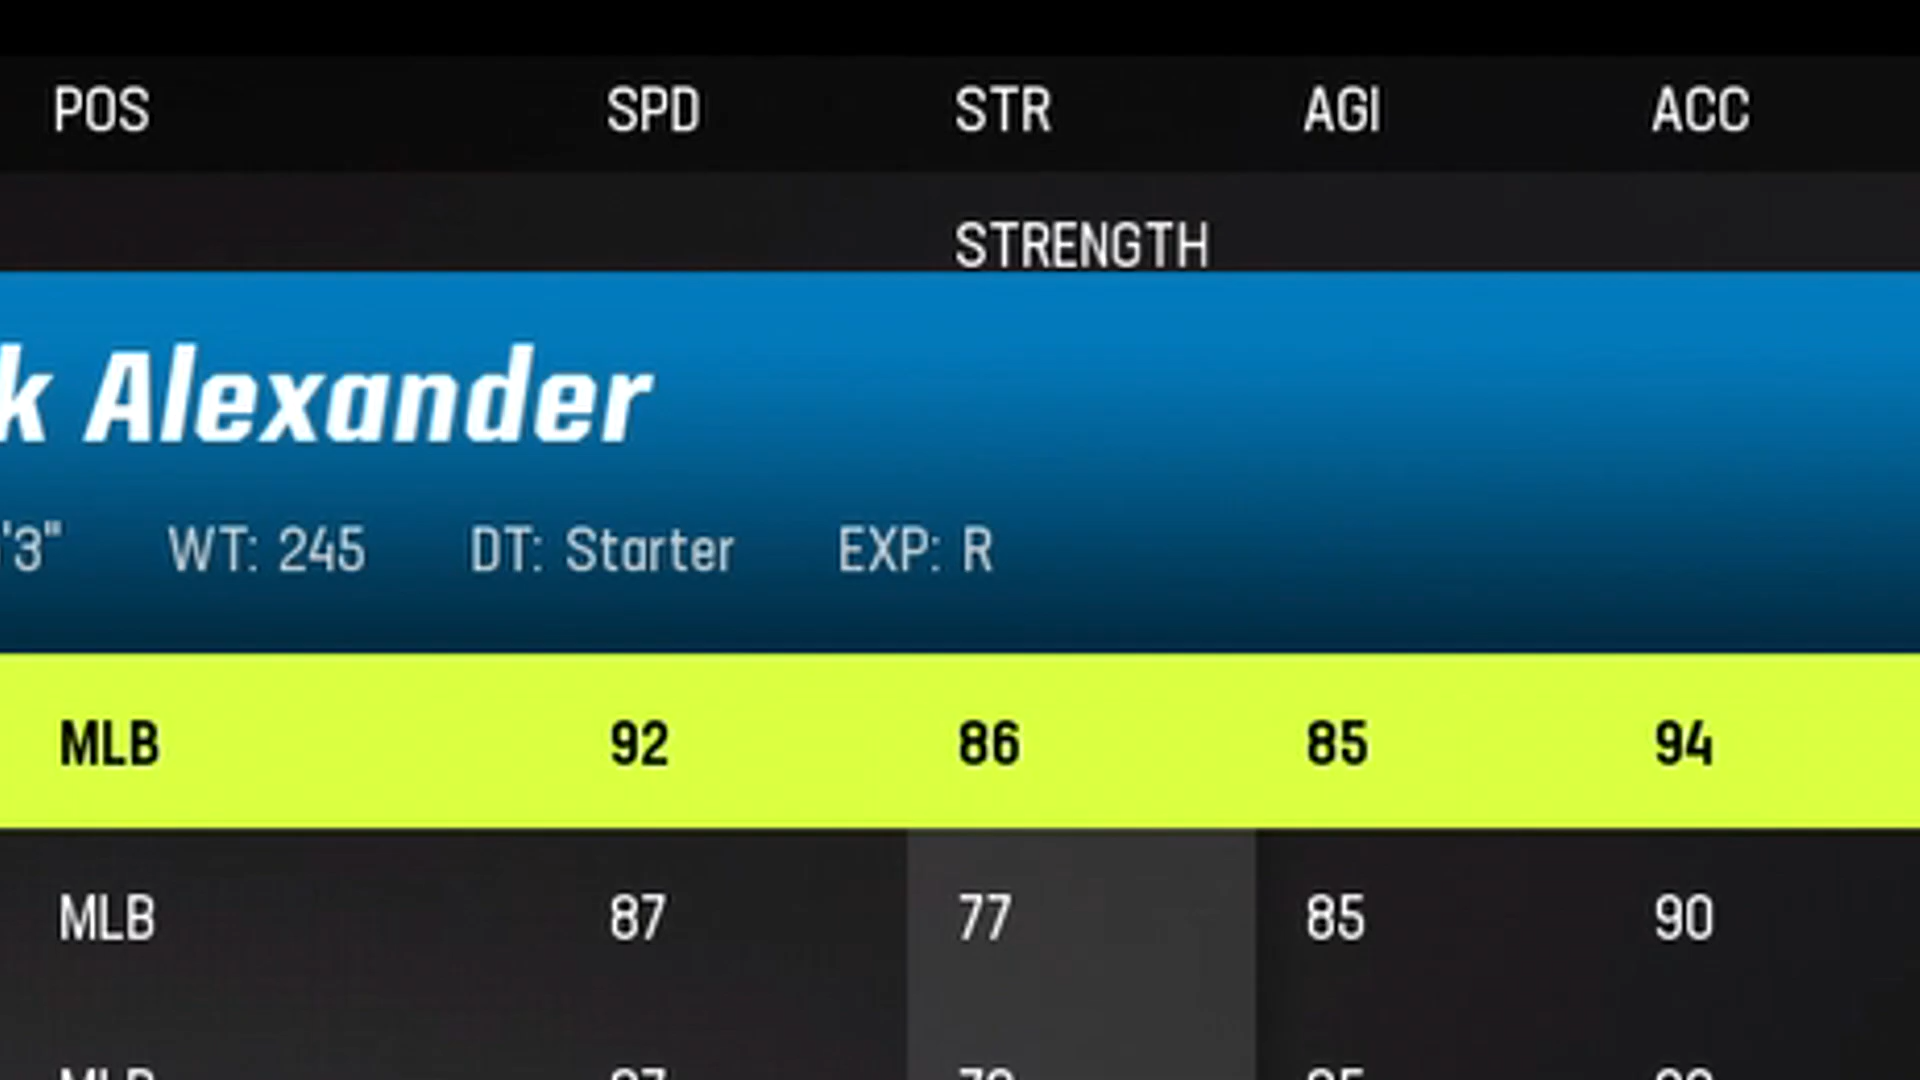 POS SPD STR AGI ACC
STRENGTH
k Alexander
'3" WT: 245 DT: Starter EXP: R
MLB 92 86 85 94
MLB 87 77 85 90
MLB